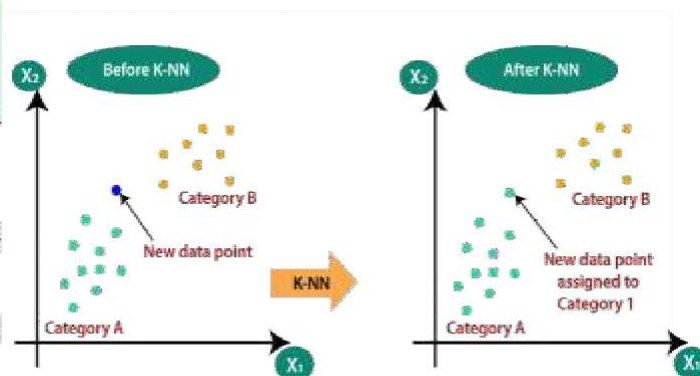 X₂
Before K-NN
Category B
New data point
Category A
X₁
K-NN
X₂
After K-NN
Category B
New data point
assigned to
Category 1
Category A
X₁